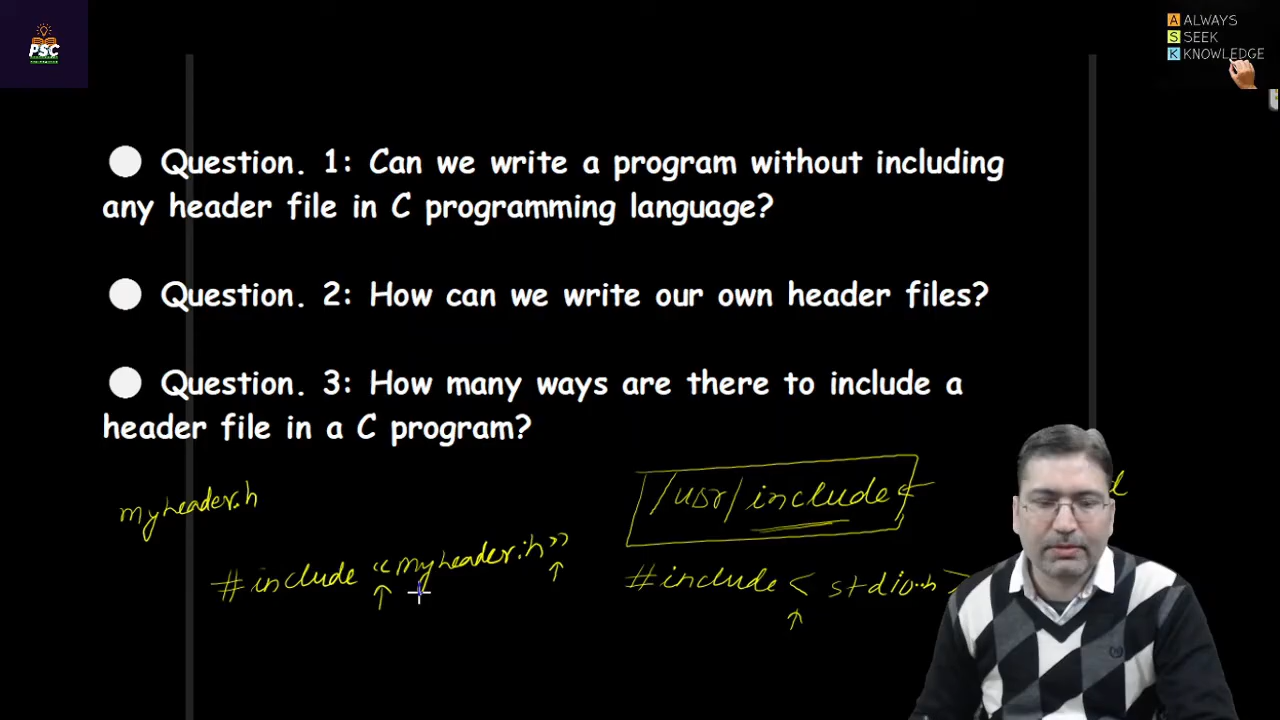 PSC
A ALWAYS
S SEEK
K KNOWLEDGE
Question. 1: Can we write a program without including
any header file in C programming language?
Question. 2: How can we write our own header files?
Question. 3: How many ways are there to include a
header file in a C program?
myheader.h
/usr/include
#include "myheader.h"
#include < stdio.h >